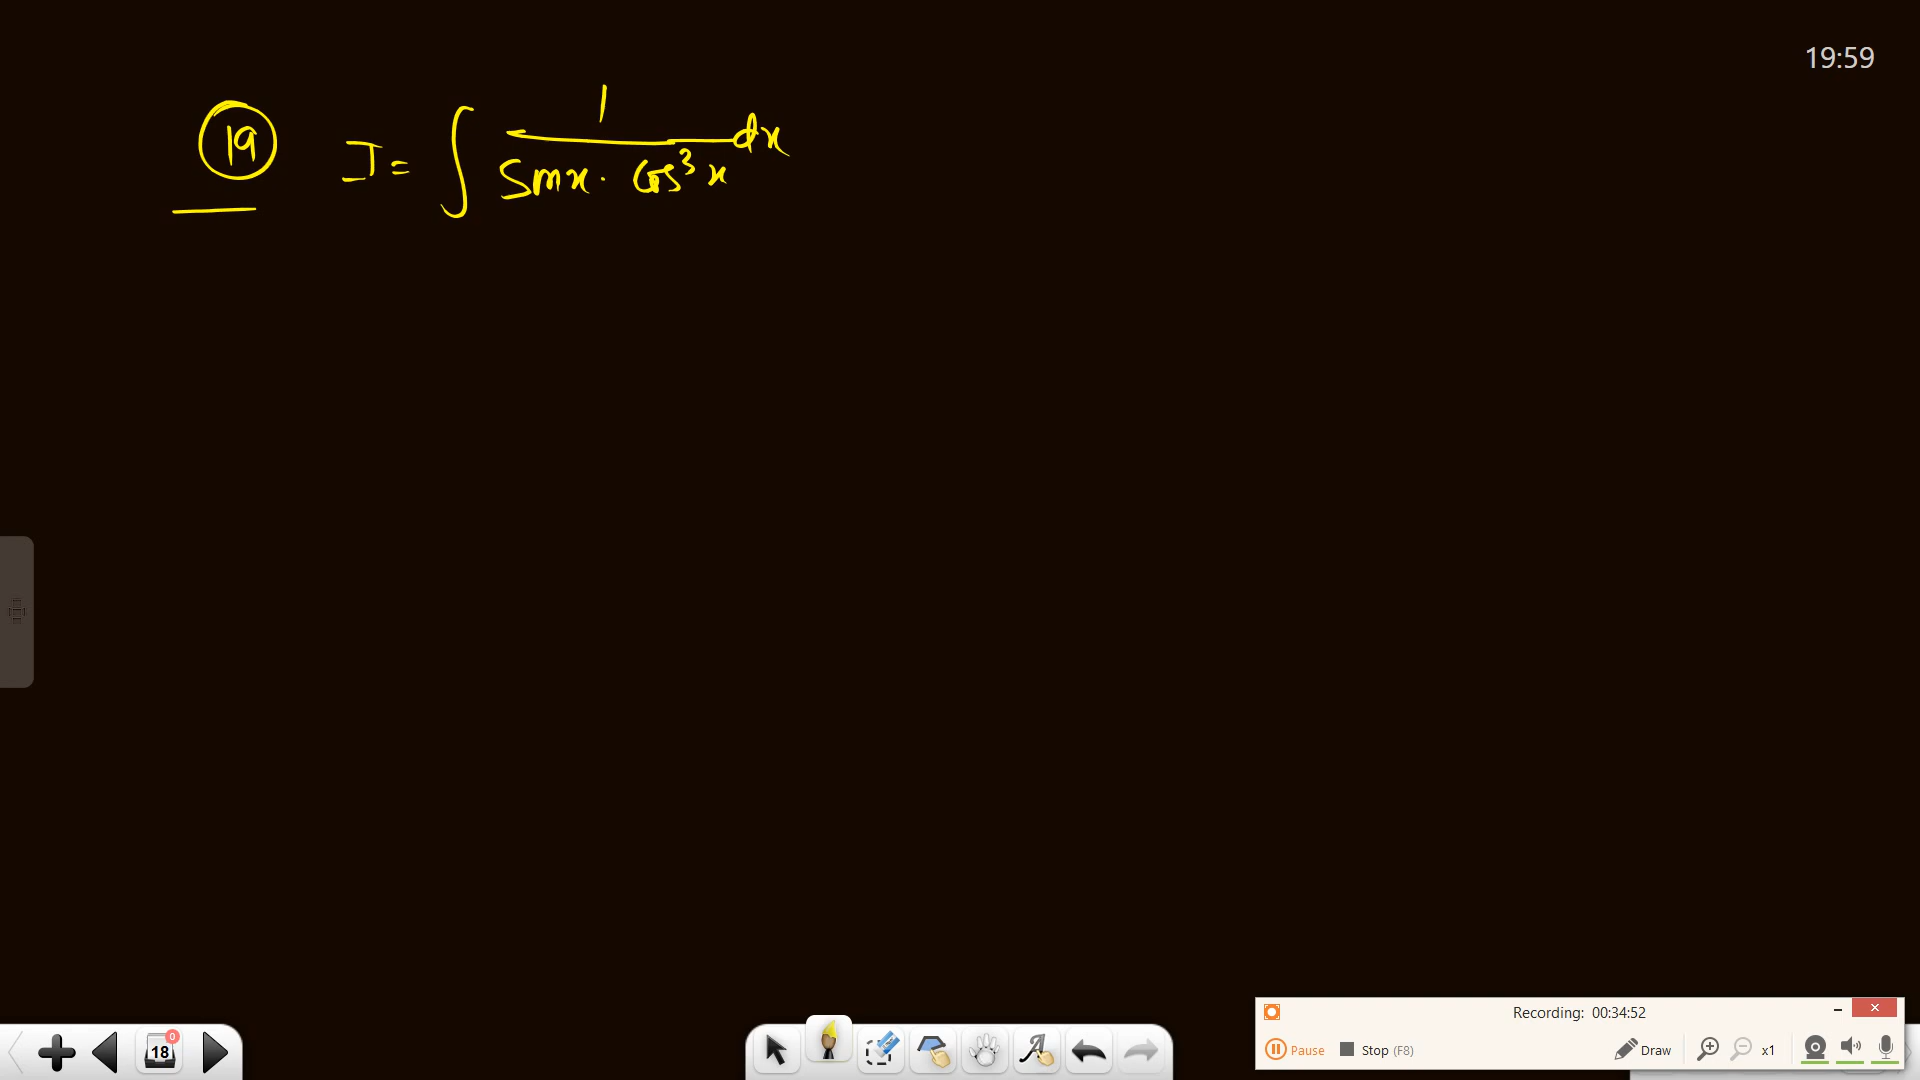 19:59
19 I = ∫ 1 / (Sinx · Cos³x) dx
18
0
Recording: 00:34:52
Pause Stop (F8) Draw x1